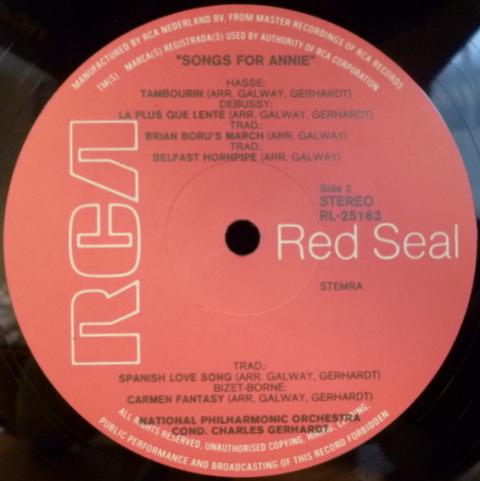 MANUFACTURED BY RCA NEDERLAND BV, FROM MASTER RECORDINGS OF RCA RECORDS
TM(S) MARCA(S) REGISTRADA(S) USED BY AUTHORITY OF RCA CORPORATION
"SONGS FOR ANNIE"
HASSE:
TAMBOURIN (ARR. GALWAY, GERHARDT)
DEBUSSY:
LA PLUS QUE LENTE (ARR. GALWAY, GERHARDT)
TRAD.:
BRIAN BORU'S MARCH (ARR. GALWAY)
TRAD.:
BELFAST HORNPIPE (ARR. GALWAY)
RCA
Side 2
STEREO
RL-25163
Red Seal
STEMRA
TRAD.:
SPANISH LOVE SONG (ARR. GALWAY, GERHARDT)
BIZET-BORNE:
CARMEN FANTASY (ARR. GALWAY, GERHARDT)
NATIONAL PHILHARMONIC ORCHESTRA
COND. CHARLES GERHARDT
ALL RIGHTS RESERVED, UNAUTHORISED COPYING, HIRING, LENDING,
PUBLIC PERFORMANCE AND BROADCASTING OF THIS RECORD FORBIDDEN